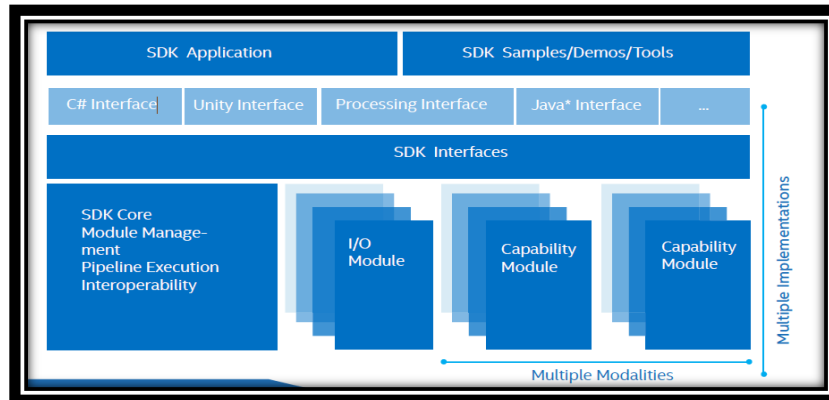 SDK Application
SDK Samples/Demos/Tools
C# Interface
Unity Interface
Processing Interface
Java* Interface
...
SDK Interfaces
SDK Core
Module Manage-
ment
Pipeline Execution
Interoperability
I/O
Module
Capability
Module
Capability
Module
Multiple Modalities
Multiple Implementations